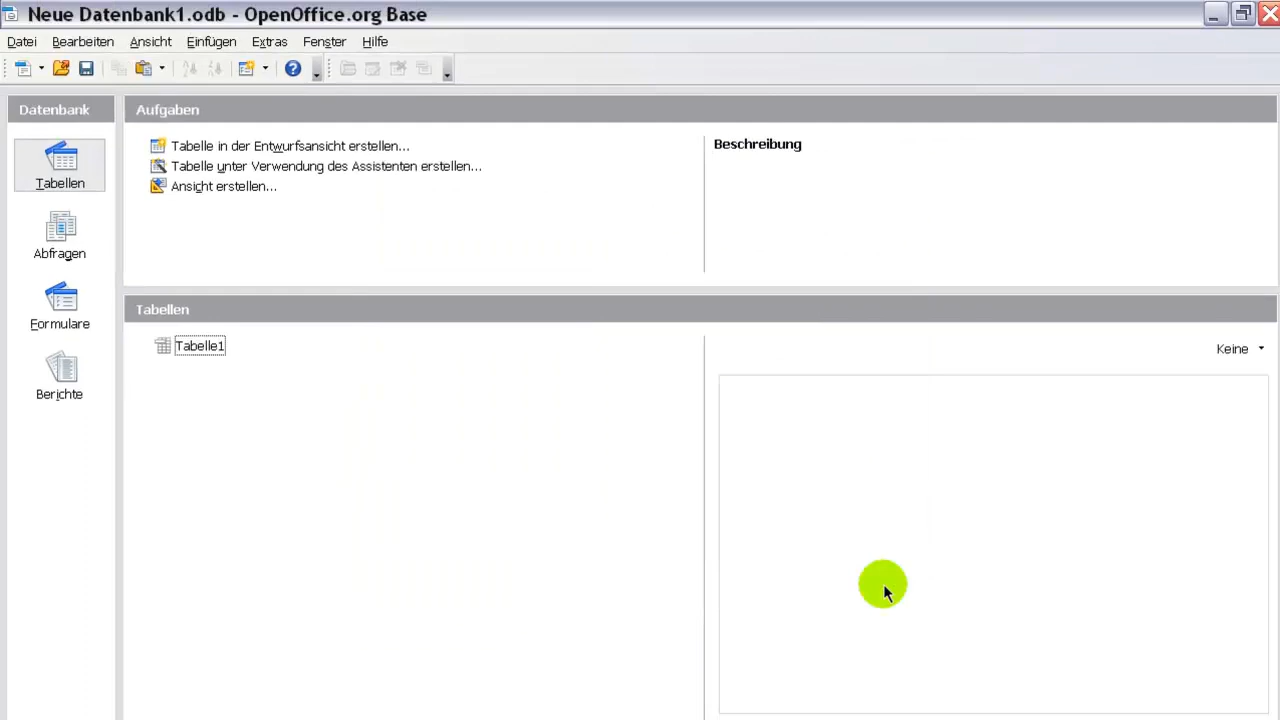 Neue Datenbank1.odb - OpenOffice.org Base
Datei Bearbeiten Ansicht Einfügen Extras Fenster Hilfe
Datenbank
Tabellen
Abfragen
Formulare
Berichte
Aufgaben
Tabelle in der Entwurfsansicht erstellen...
Tabelle unter Verwendung des Assistenten erstellen...
Ansicht erstellen...
Beschreibung
Tabellen
Tabelle1
Keine